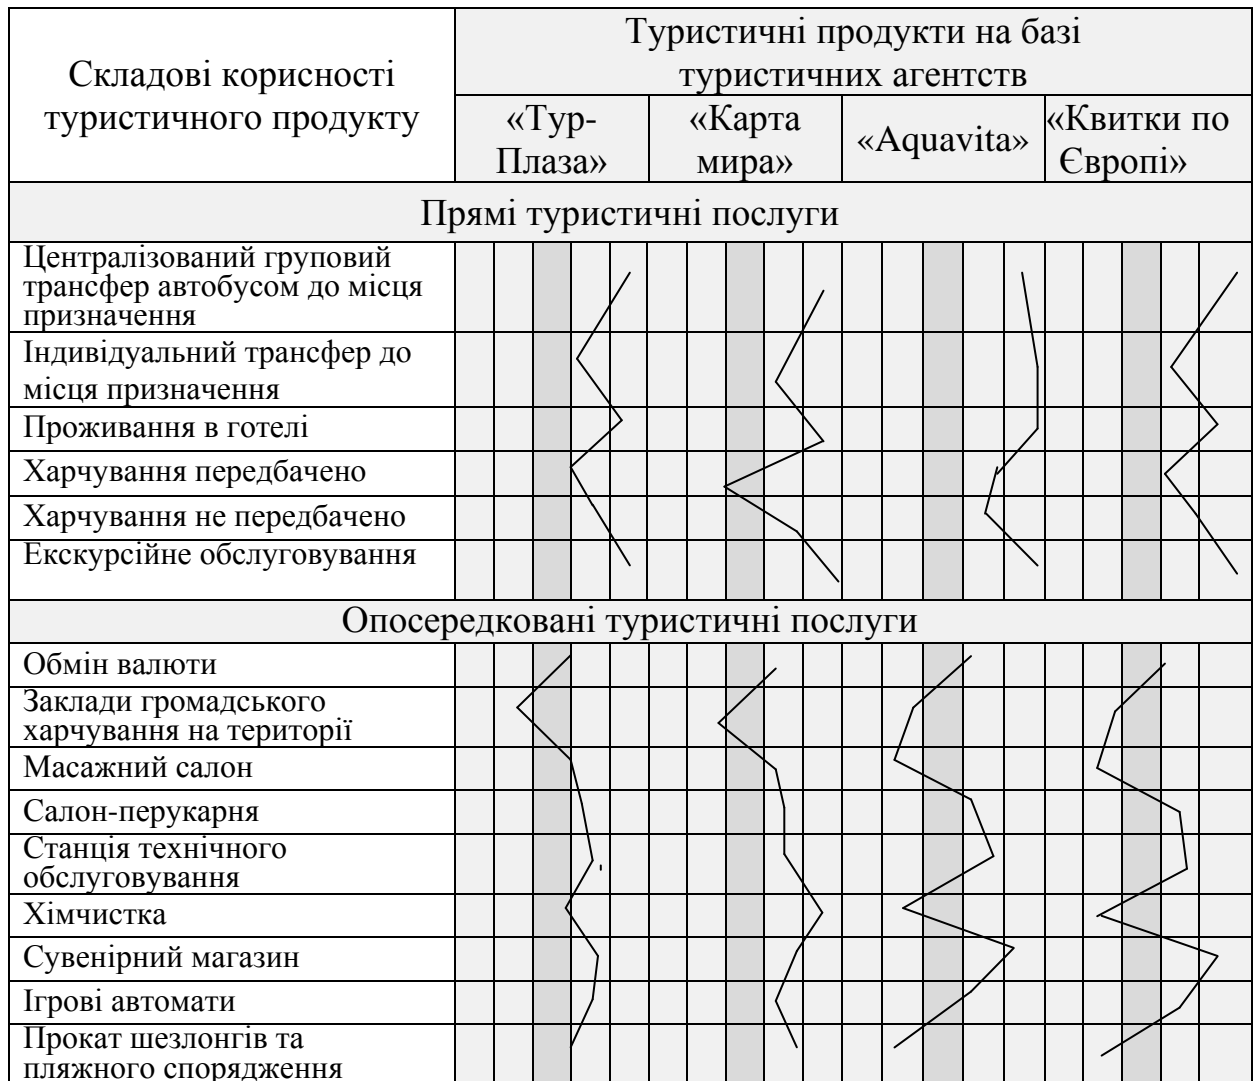 Складові корисності
туристичного продукту
Туристичні продукти на базі
туристичних агентств
«Тур-
Плаза»
«Карта
мира»
«Aquavita»
«Квитки по
Європі»
Прямі туристичні послуги
Централізований груповий
трансфер автобусом до місця
призначення
Індивідуальний трансфер до
місця призначення
Проживання в готелі
Харчування передбачено
Харчування не передбачено
Екскурсійне обслуговування
Опосередковані туристичні послуги
Обмін валюти
Заклади громадського
харчування на території
Масажний салон
Салон-перукарня
Станція технічного
обслуговування
Хімчистка
Сувенірний магазин
Ігрові автомати
Прокат шезлонгів та
пляжного спорядження